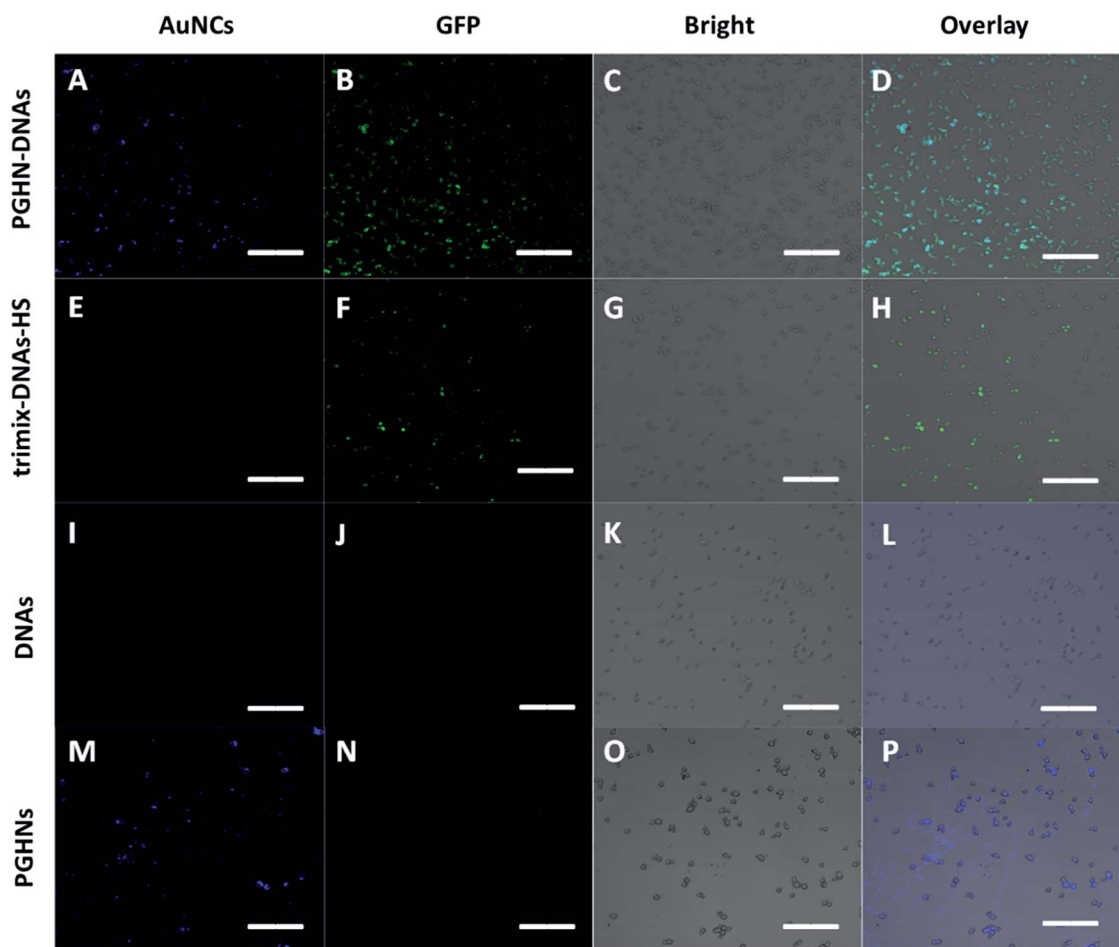 AuNCs GFP Bright Overlay
PGHN-DNAs
A B C D
trimix-DNAs-HS
E F G H
DNAs
I J K L
PGHNs
M N O P